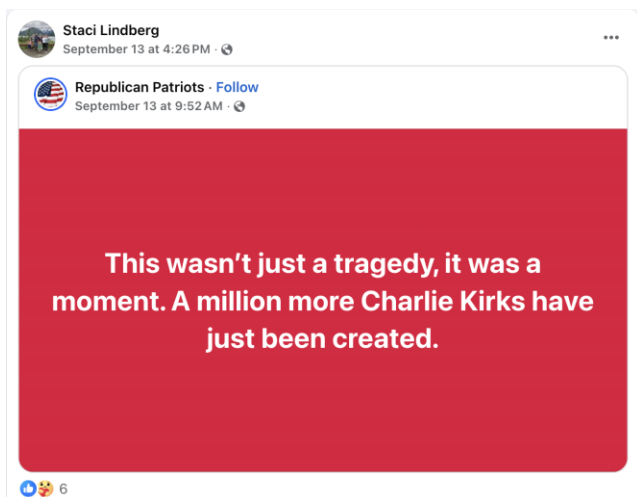 Staci Lindberg
September 13 at 4:26 PM ·
Republican Patriots · Follow
September 13 at 9:52 AM ·
This wasn't just a tragedy, it was a
moment. A million more Charlie Kirks have
just been created.
6